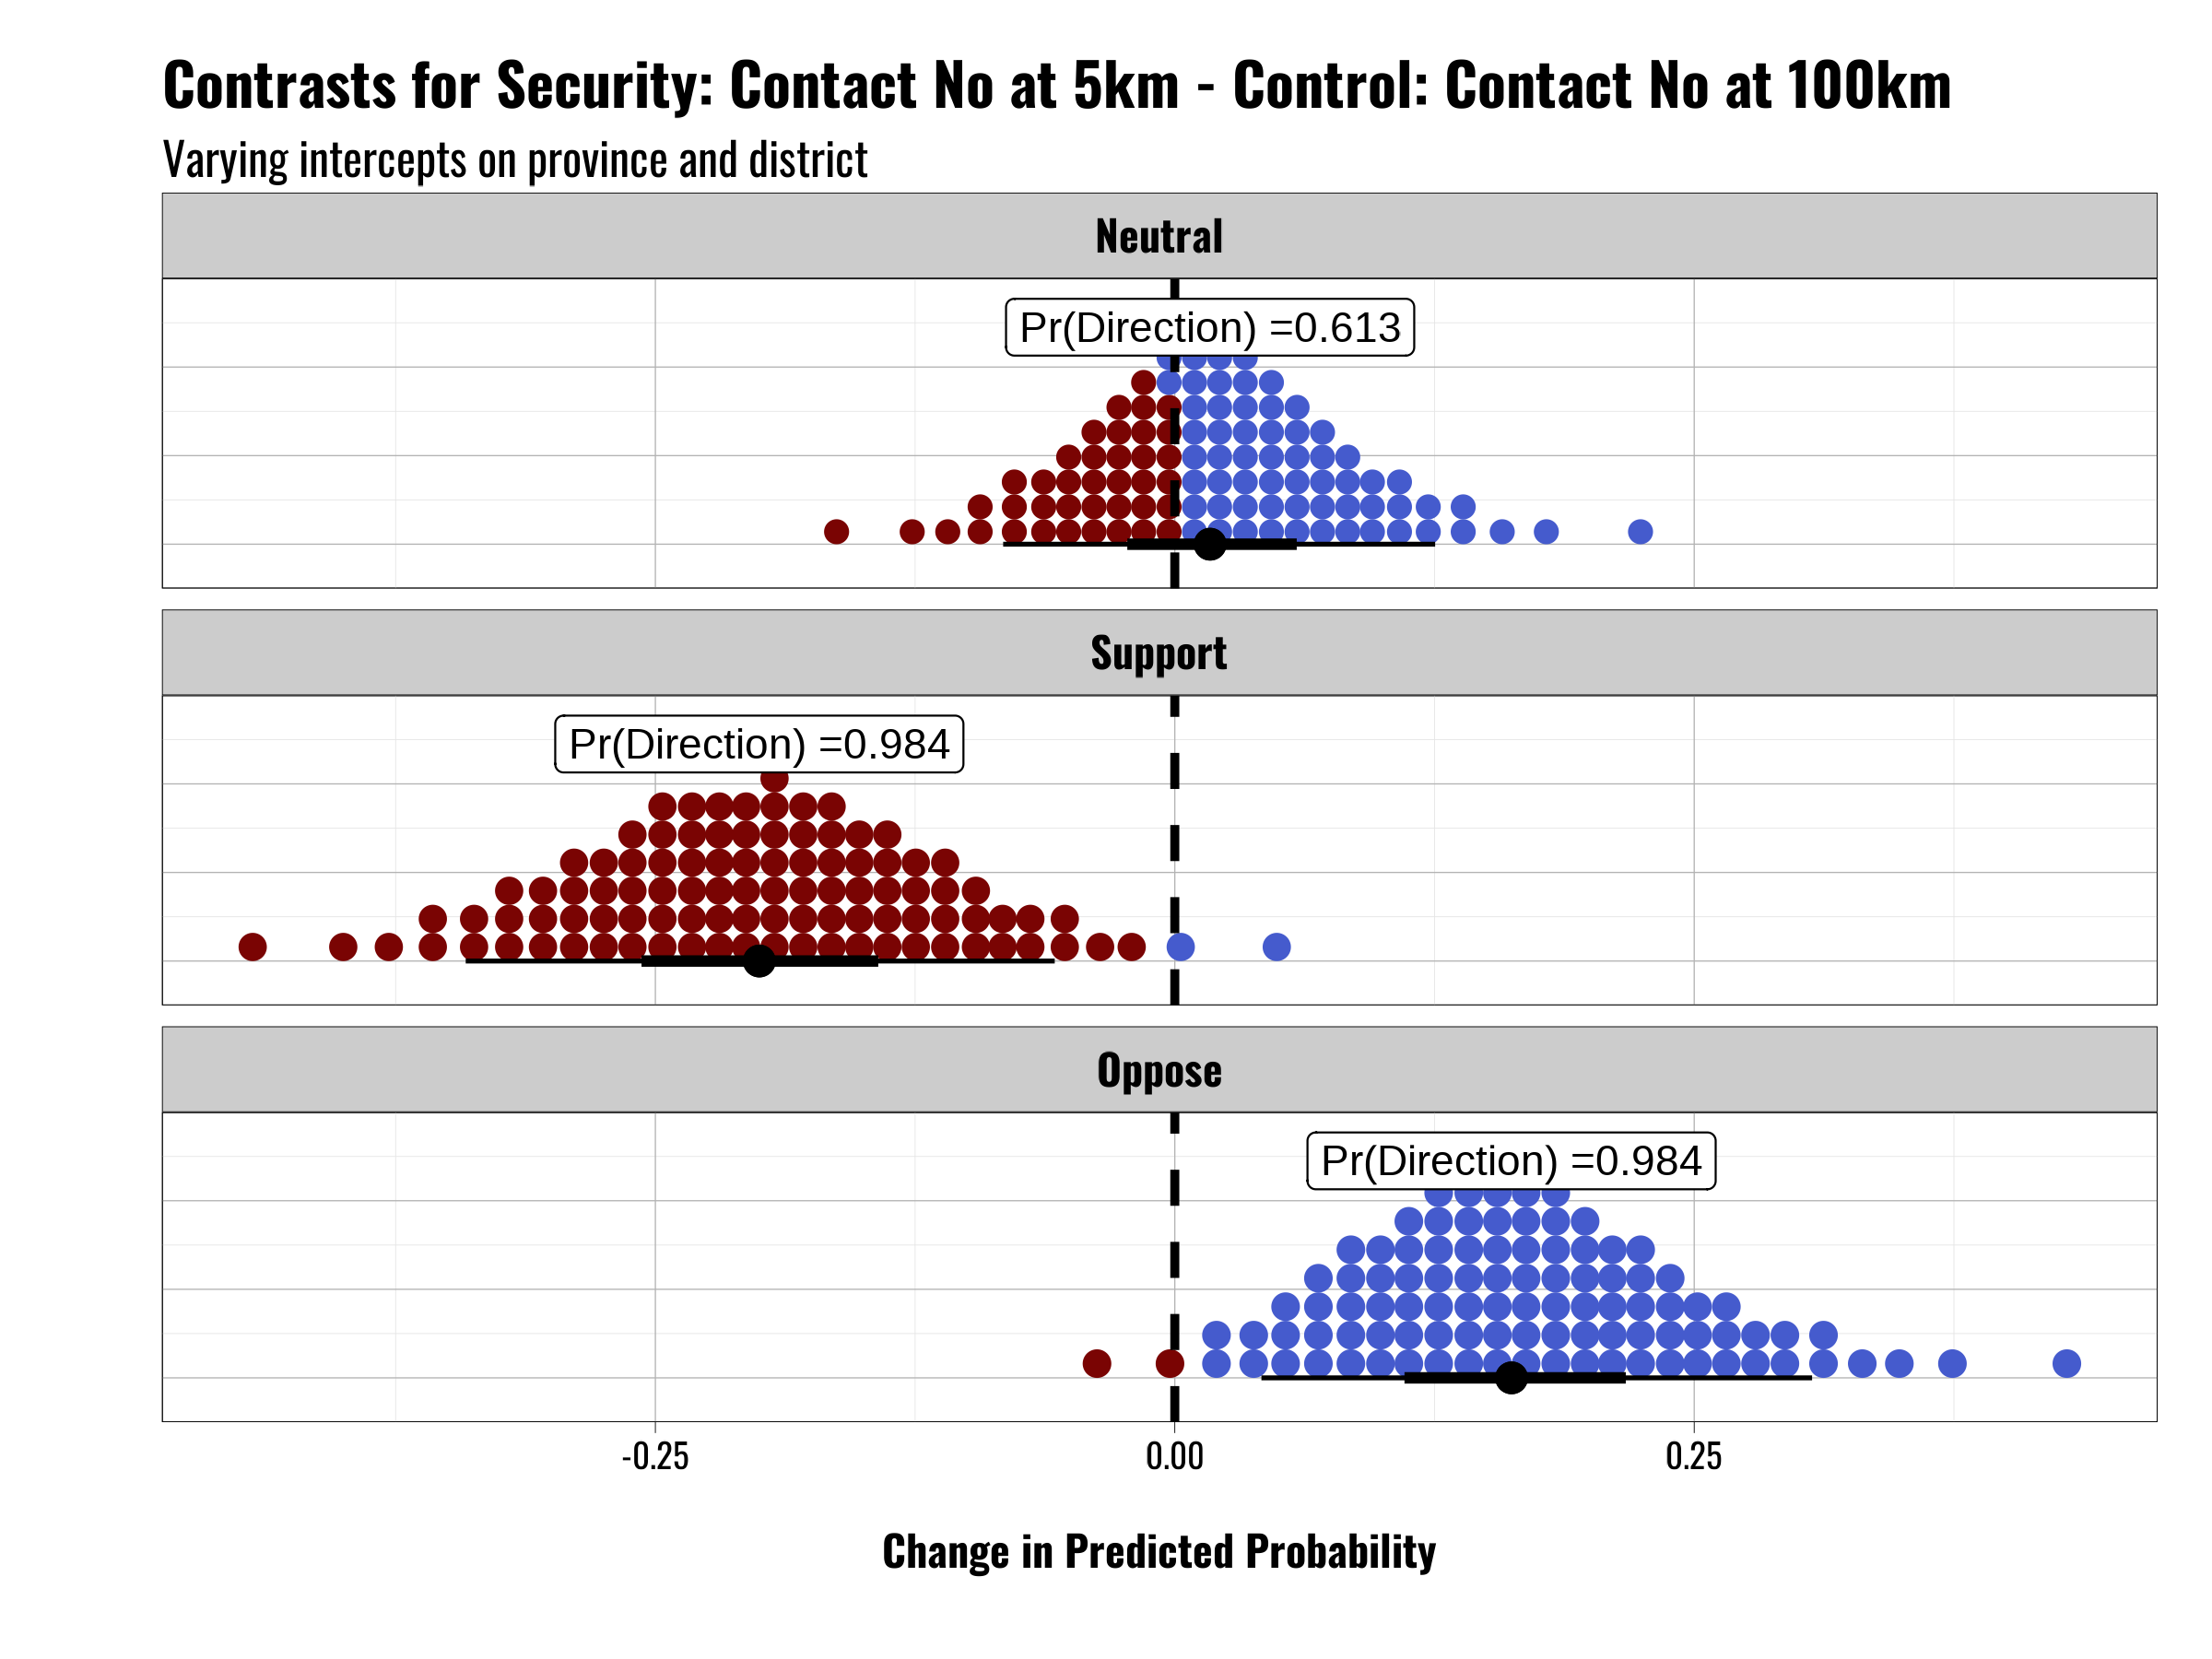 Contrasts for Security: Contact No at 5km - Control: Contact No at 100km
Varying intercepts on province and district
Neutral
Pr(Direction) =0.613
Support
Pr(Direction) =0.984
Oppose
Pr(Direction) =0.984
-0.25 0.00 0.25
Change in Predicted Probability